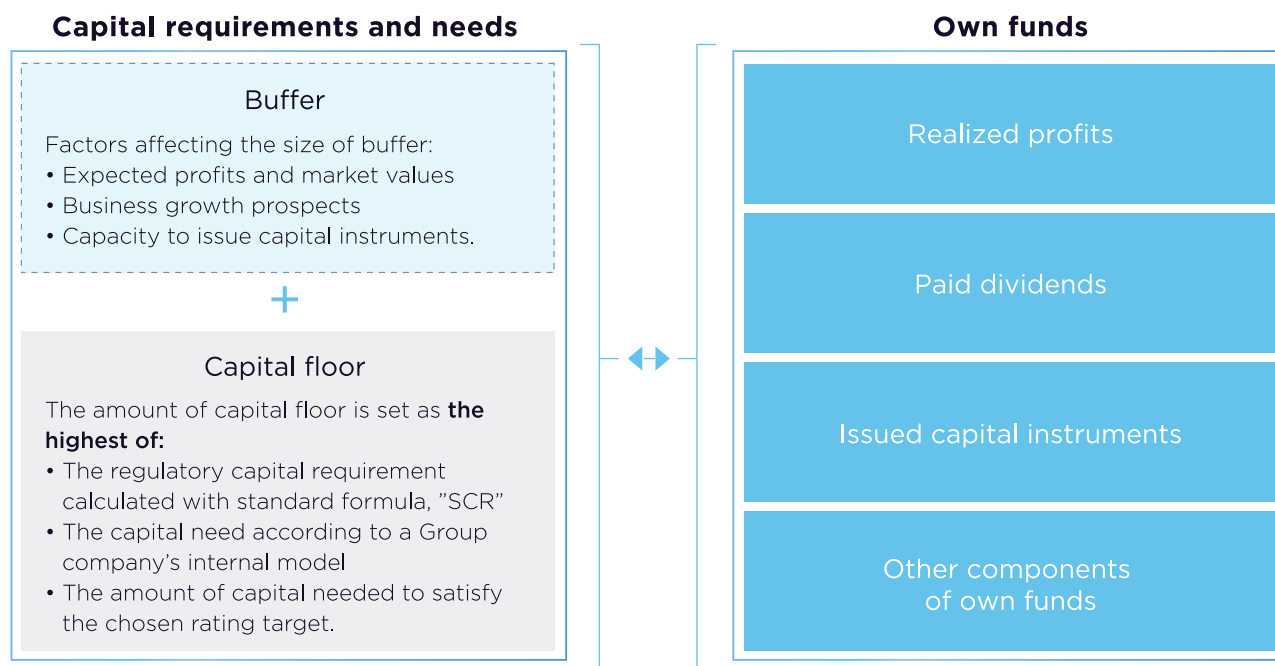 Capital requirements and needs
Buffer
Factors affecting the size of buffer:
• Expected profits and market values
• Business growth prospects
• Capacity to issue capital instruments.
+
Capital floor
The amount of capital floor is set as the
highest of:
• The regulatory capital requirement
calculated with standard formula, ”SCR”
• The capital need according to a Group
company’s internal model
• The amount of capital needed to satisfy
the chosen rating target.
Own funds
Realized profits
Paid dividends
Issued capital instruments
Other components
of own funds